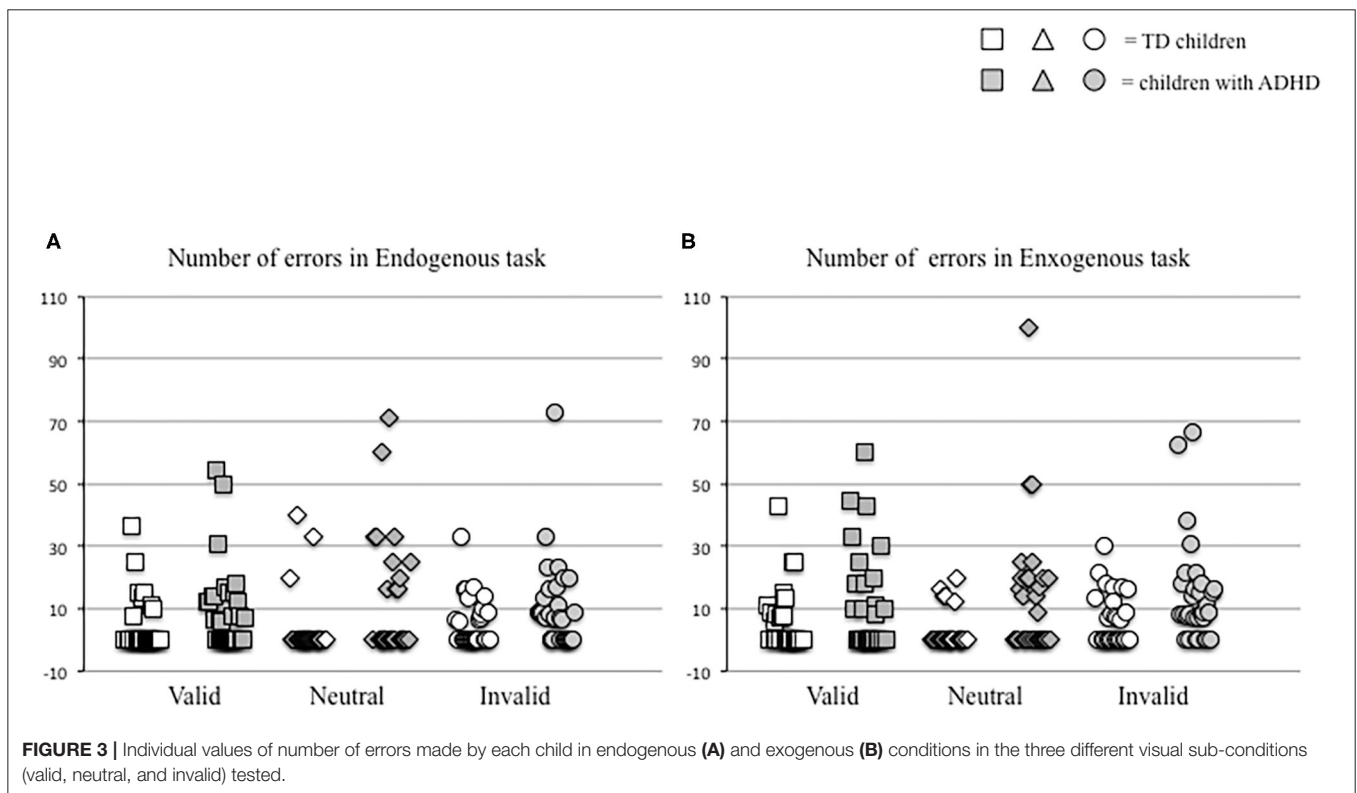 = TD children
= children with ADHD
A
Number of errors in Endogenous task
110
90
70
50
30
10
-10
Valid Neutral Invalid
B
Number of errors in Enxogenous task
110
90
70
50
30
10
-10
Valid Neutral Invalid
FIGURE 3 | Individual values of number of errors made by each child in endogenous (A) and exogenous (B) conditions in the three different visual sub-conditions
(valid, neutral, and invalid) tested.